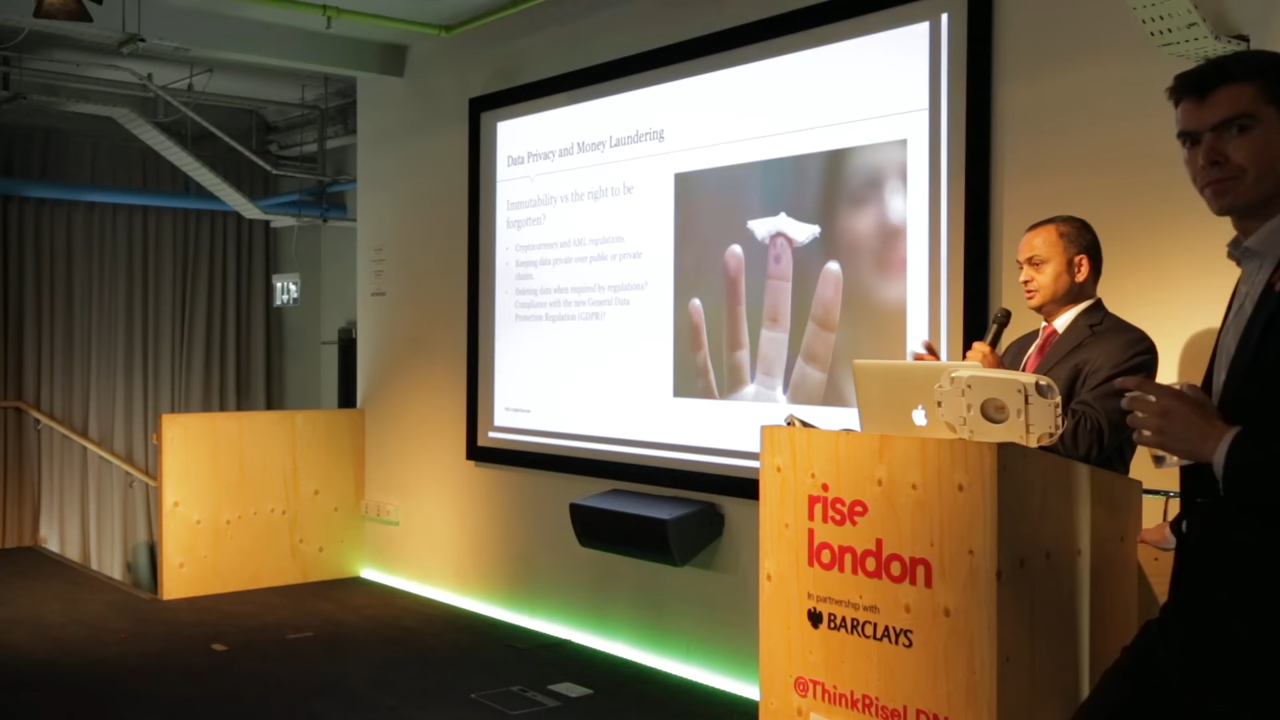 Data Privacy and Money Laundering
Immutability vs the right to be
forgotten?
Cryptocurrency and AML regulations.
Keeping data private over public or private
chains.
Deleting data when required by regulations?
Compliance with the new General Data
Protection Regulation (GDPR)?
rise
london
In partnership with
BARCLAYS
@ThinkRiseLDN